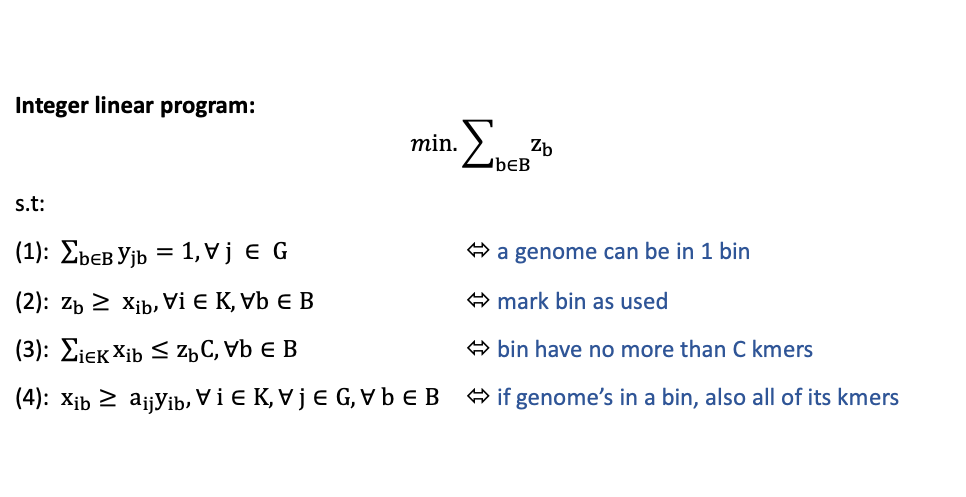 Integer linear program:
min. ∑b∈B zb
s.t:
(1): ∑b∈B yjb = 1, ∀ j ∈ G ⇔ a genome can be in 1 bin
(2): zb ≥ xib, ∀i ∈ K, ∀b ∈ B ⇔ mark bin as used
(3): ∑i∈K xib ≤ zbC, ∀b ∈ B ⇔ bin have no more than C kmers
(4): xib ≥ aijyib, ∀ i ∈ K, ∀ j ∈ G, ∀ b ∈ B ⇔ if genome's in a bin, also all of its kmers